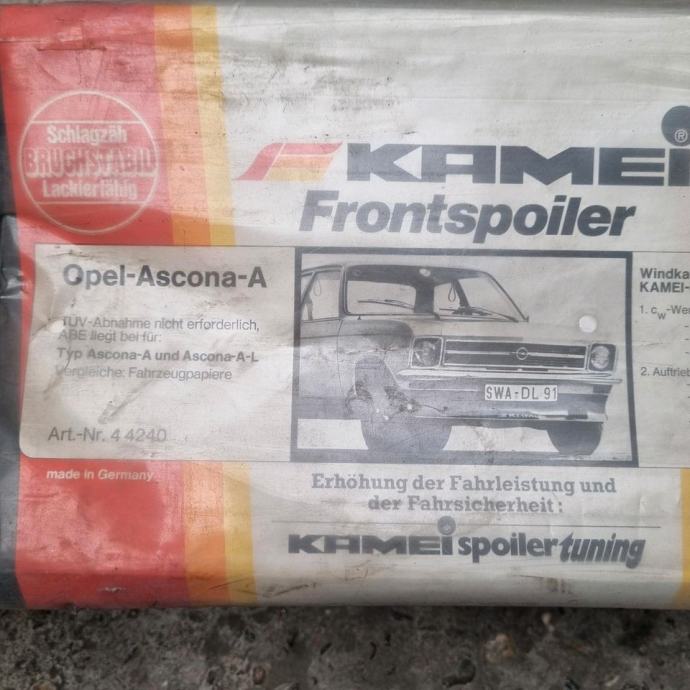 Schlagzäh
BRUCHSTABIL
Lackierfähig
KAMEI®
Frontspoiler
Opel-Ascona-A
TÜV-Abnahme nicht erforderlich,
ABE liegt bei für:
Typ Ascona-A und Ascona-A-L
Vergleiche: Fahrzeugpapiere
Art.-Nr. 4 4240
made in Germany
SWA-DL 91
Windka
KAMEI-
1. cw-Wer
2. Auftrieb
Erhöhung der Fahrleistung und
der Fahrsicherheit:
KAMEI spoiler tuning